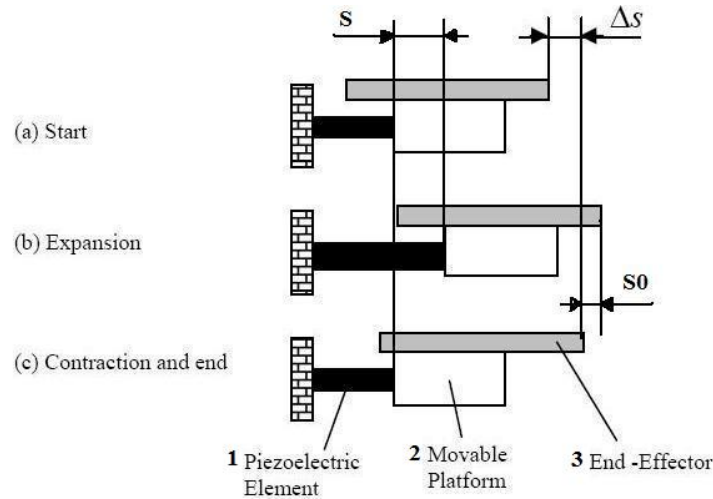 S
Δs
(a) Start
(b) Expansion
S0
(c) Contraction and end
1 Piezoelectric
Element
2 Movable
Platform
3 End -Effector